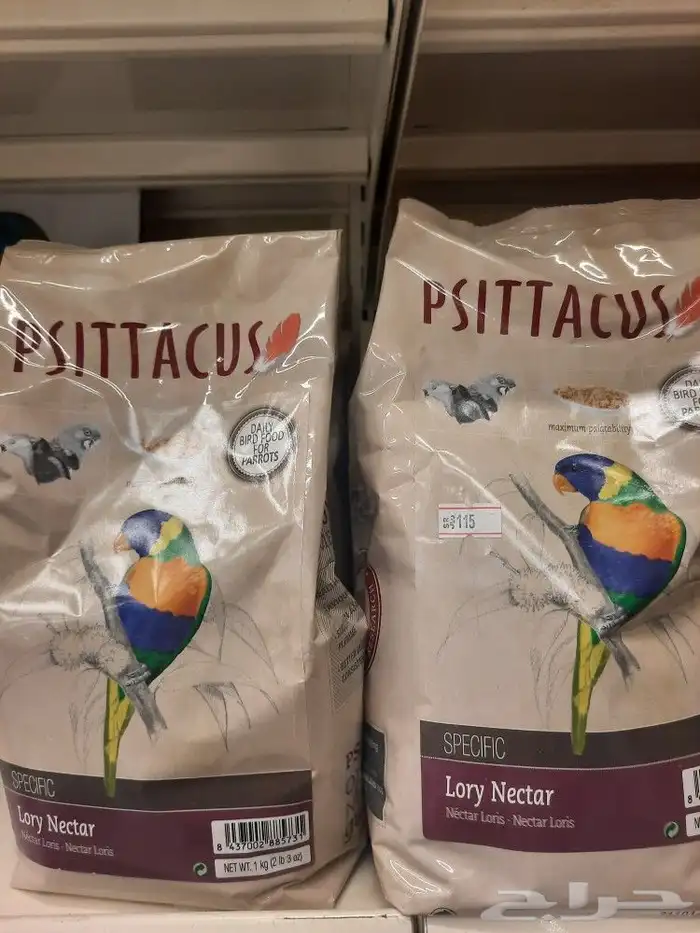 PSITTACUS
DAILY
BIRD FOOD
FOR
PARROTS
SPECIFIC
Lory Nectar
Néctar Loris · Nectar Loris
8 437002 885731
NET WT. 1 kg (2 lb 3 oz)
PSITTACUS
maximum palatability
SR 115
SPECIFIC
Lory Nectar
Néctar Loris · Nectar Loris
حراج